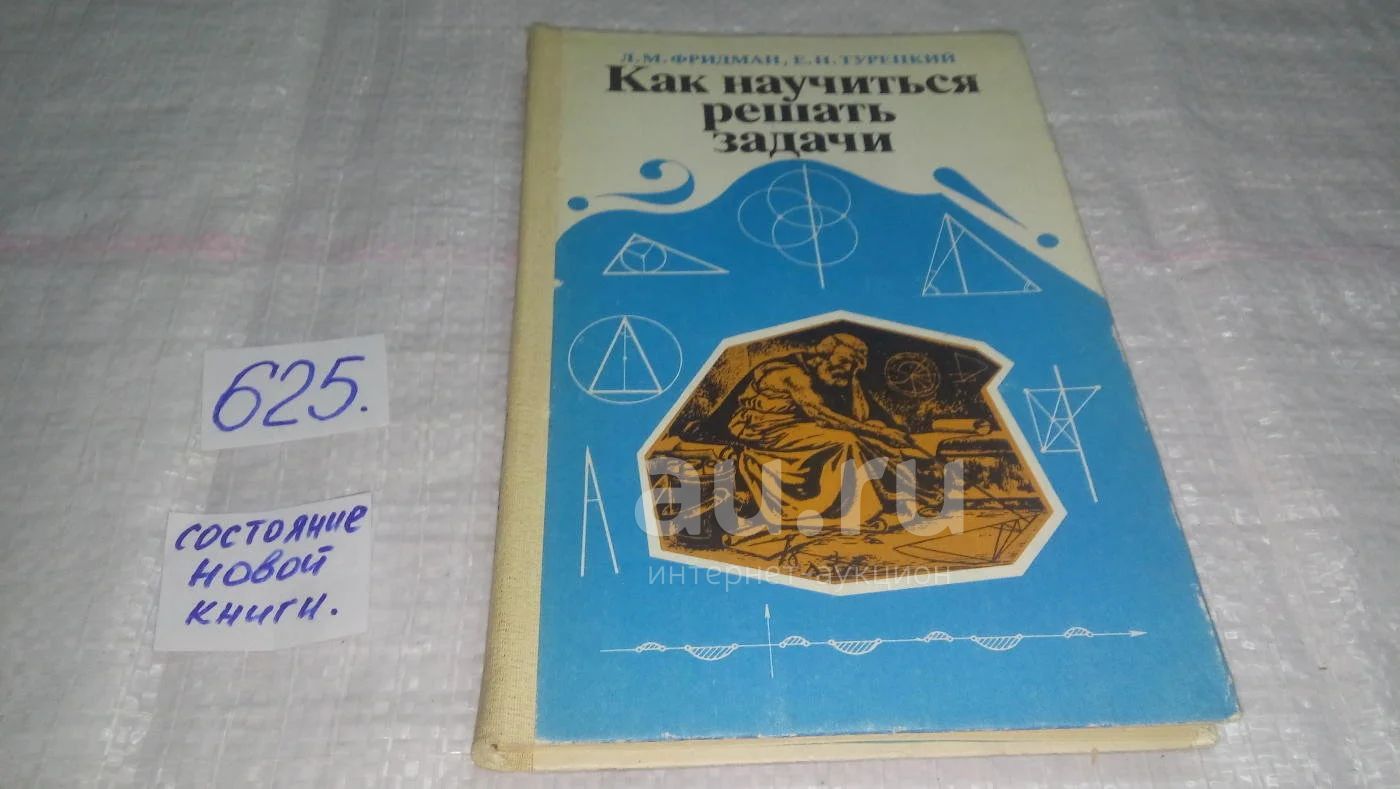 Л. М. ФРИДМАН, Е. Н. ТУРЕЦКИЙ
Как научиться
решать
задачи
625.
состояние
новой
книги.
au.ru
интернет аукцион